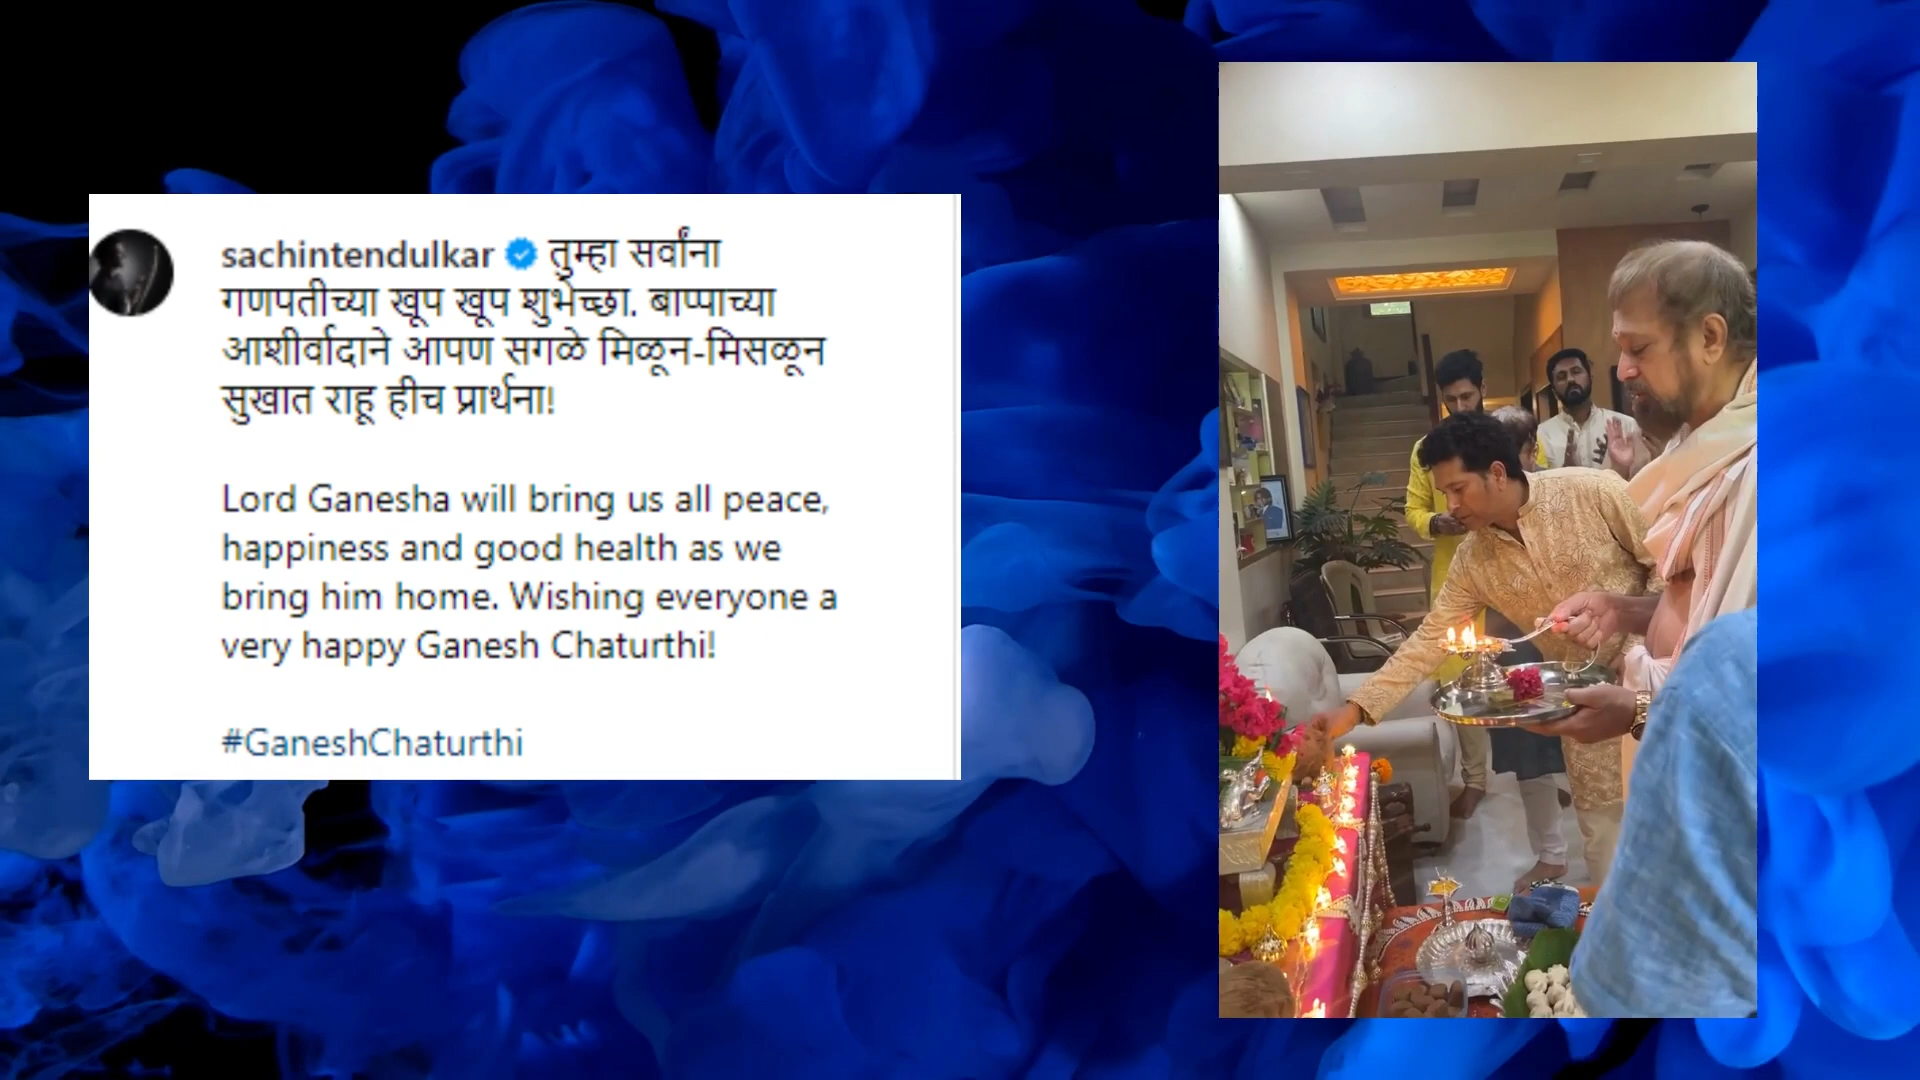 sachintendulkar तुम्हा सर्वांना
गणपतीच्या खूप खूप शुभेच्छा. बाप्पाच्या
आशीर्वादाने आपण सगळे मिळून-मिसळून
सुखात राहू हीच प्रार्थना!
Lord Ganesha will bring us all peace,
happiness and good health as we
bring him home. Wishing everyone a
very happy Ganesh Chaturthi!
#GaneshChaturthi